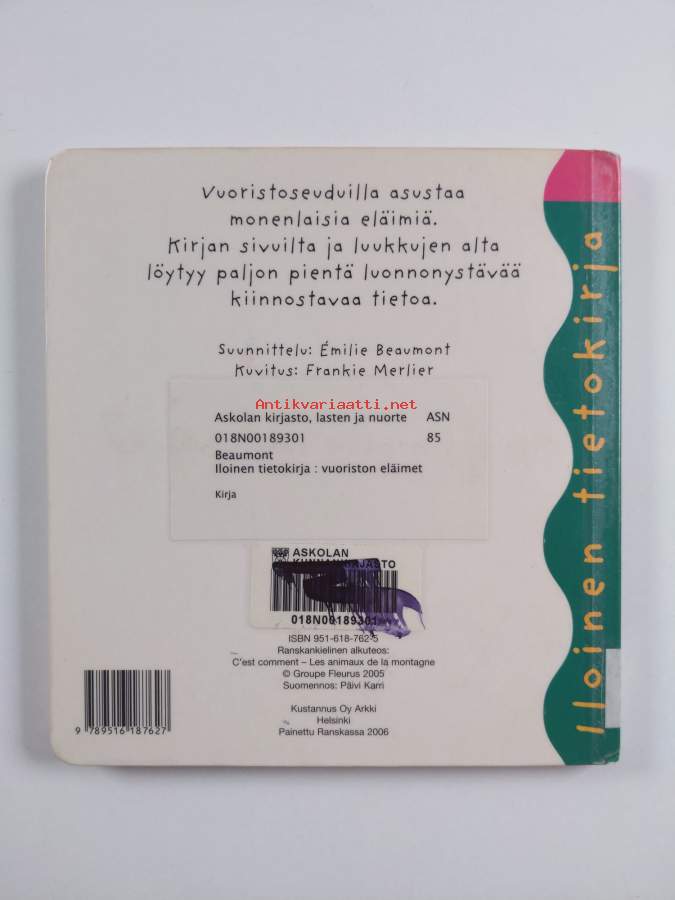 Vuoristoseuduilla asustaa
monenlaisia eläimiä.
Kirjan sivuilta ja luukkujen alta
löytyy paljon pientä luonnonystävää
kiinnostavaa tietoa.
Suunnittelu: Émilie Beaumont
Kuvitus: Frankie Merlier
Antikvariaatti.net
Askolan kirjasto, lasten ja nuorte ASN
018N00189301 85
Beaumont
Iloinen tietokirja : vuoriston eläimet
Kirja
ASKOLAN
018N00189301
ISBN 951-618-762-5
Ranskankielinen alkuteos:
C'est comment – Les animaux de la montagne
© Groupe Fleurus 2005
Suomennos: Päivi Karri
Kustannus Oy Arkki
Helsinki
Painettu Ranskassa 2006
9 789516 187627
Iloinen tietokirja